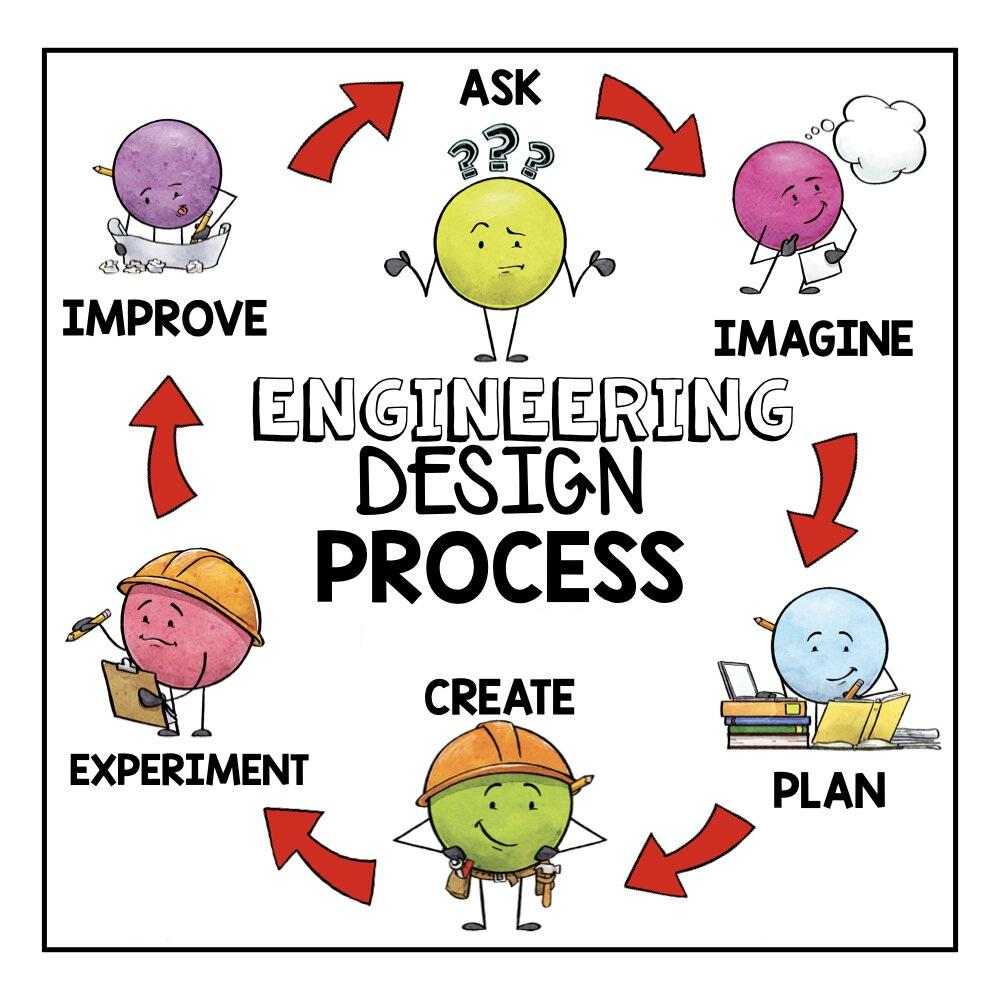 ASK
???
IMPROVE
IMAGINE
ENGINEERING
DESIGN
PROCESS
CREATE
EXPERIMENT
PLAN